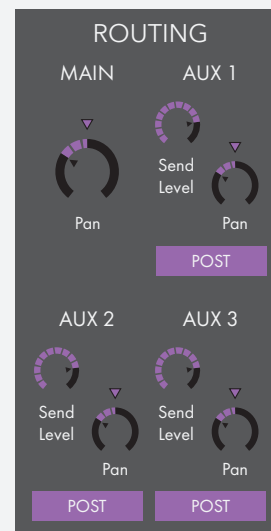 ROUTING
MAIN
AUX 1
Send
Level
Pan
Pan
POST
AUX 2
AUX 3
Send
Level
Send
Level
Pan
Pan
POST
POST